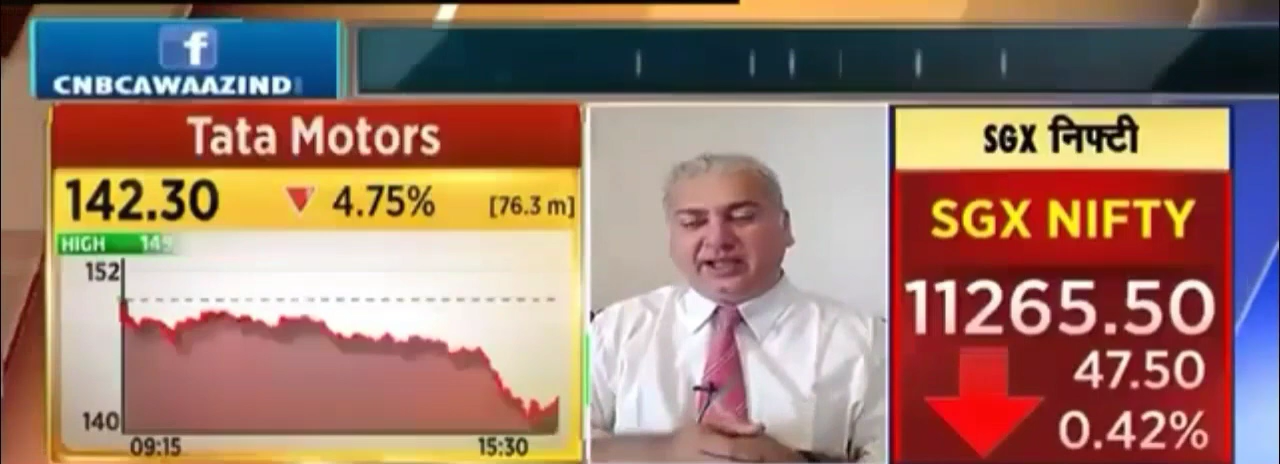 f
CNBCAWAAZIND
Tata Motors
142.30 ▼ 4.75% [76.3 m]
HIGH 149
152
140
09:15 15:30
SGX निफ्टी
SGX NIFTY
11265.50
47.50
0.42%